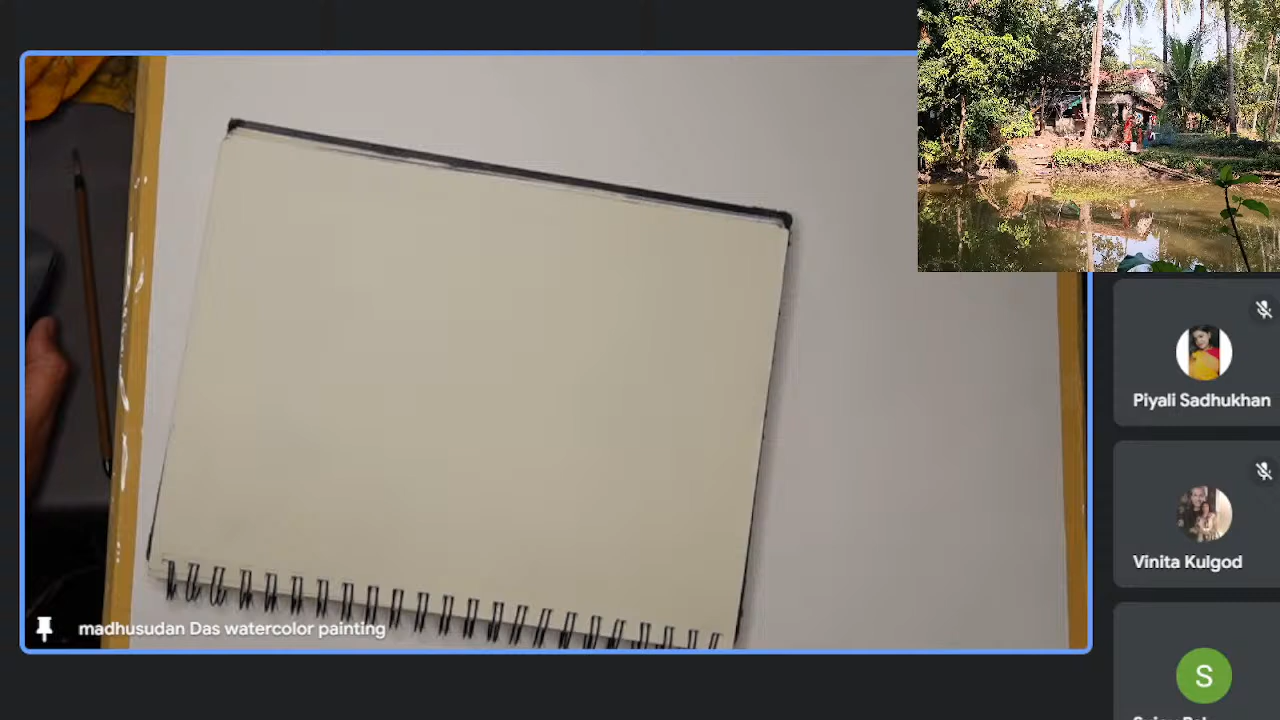 Piyali Sadhukhan
Vinita Kulgod
S
madhusudan Das watercolor painting